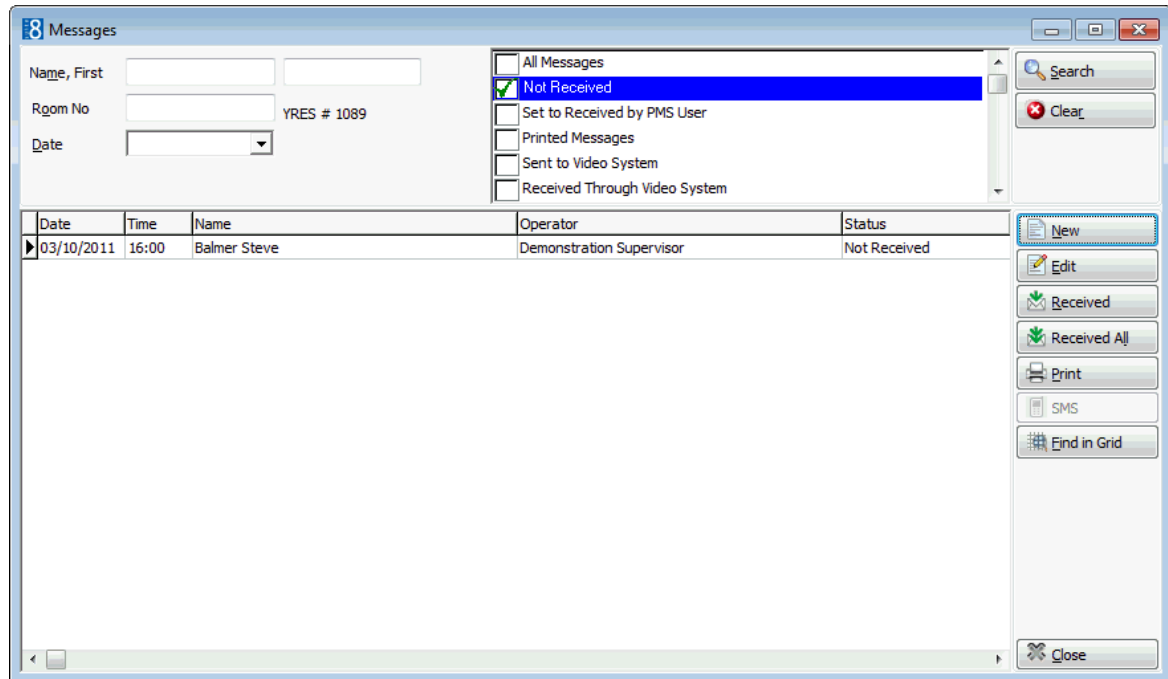 8 Messages
Name, First
Room No
YRES # 1089
Date
All Messages
Not Received
Set to Received by PMS User
Printed Messages
Sent to Video System
Received Through Video System
Search
Clear
Date Time Name Operator Status
03/10/2011 16:00 Balmer Steve Demonstration Supervisor Not Received
New
Edit
Received
Received All
Print
SMS
Find in Grid
Close